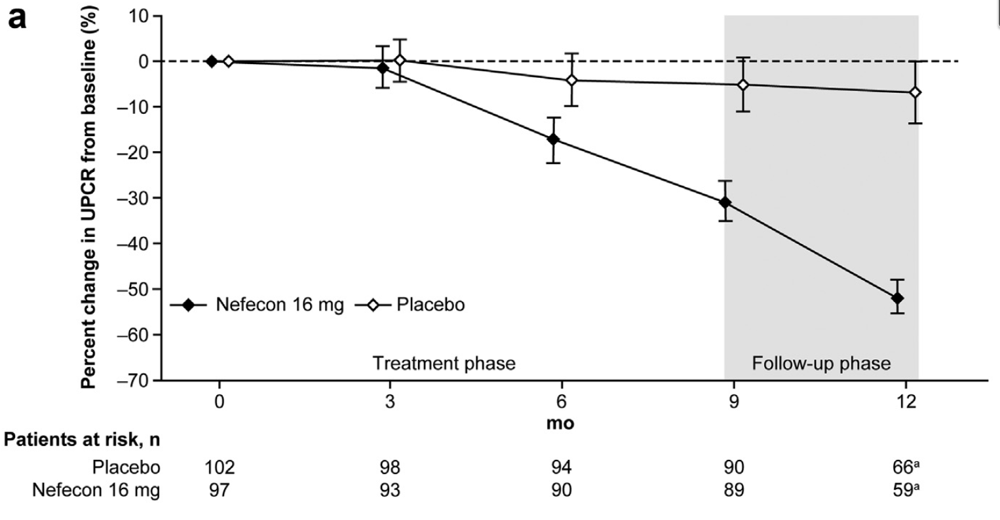 a
Percent change in UPCR from baseline (%)
10
0
–10
–20
–30
–40
–50
–60
–70
Nefecon 16 mg Placebo
Treatment phase Follow-up phase
0 3 6 9 12
mo
Patients at risk, n
Placebo 102 98 94 90 66ᵃ
Nefecon 16 mg 97 93 90 89 59ᵃ